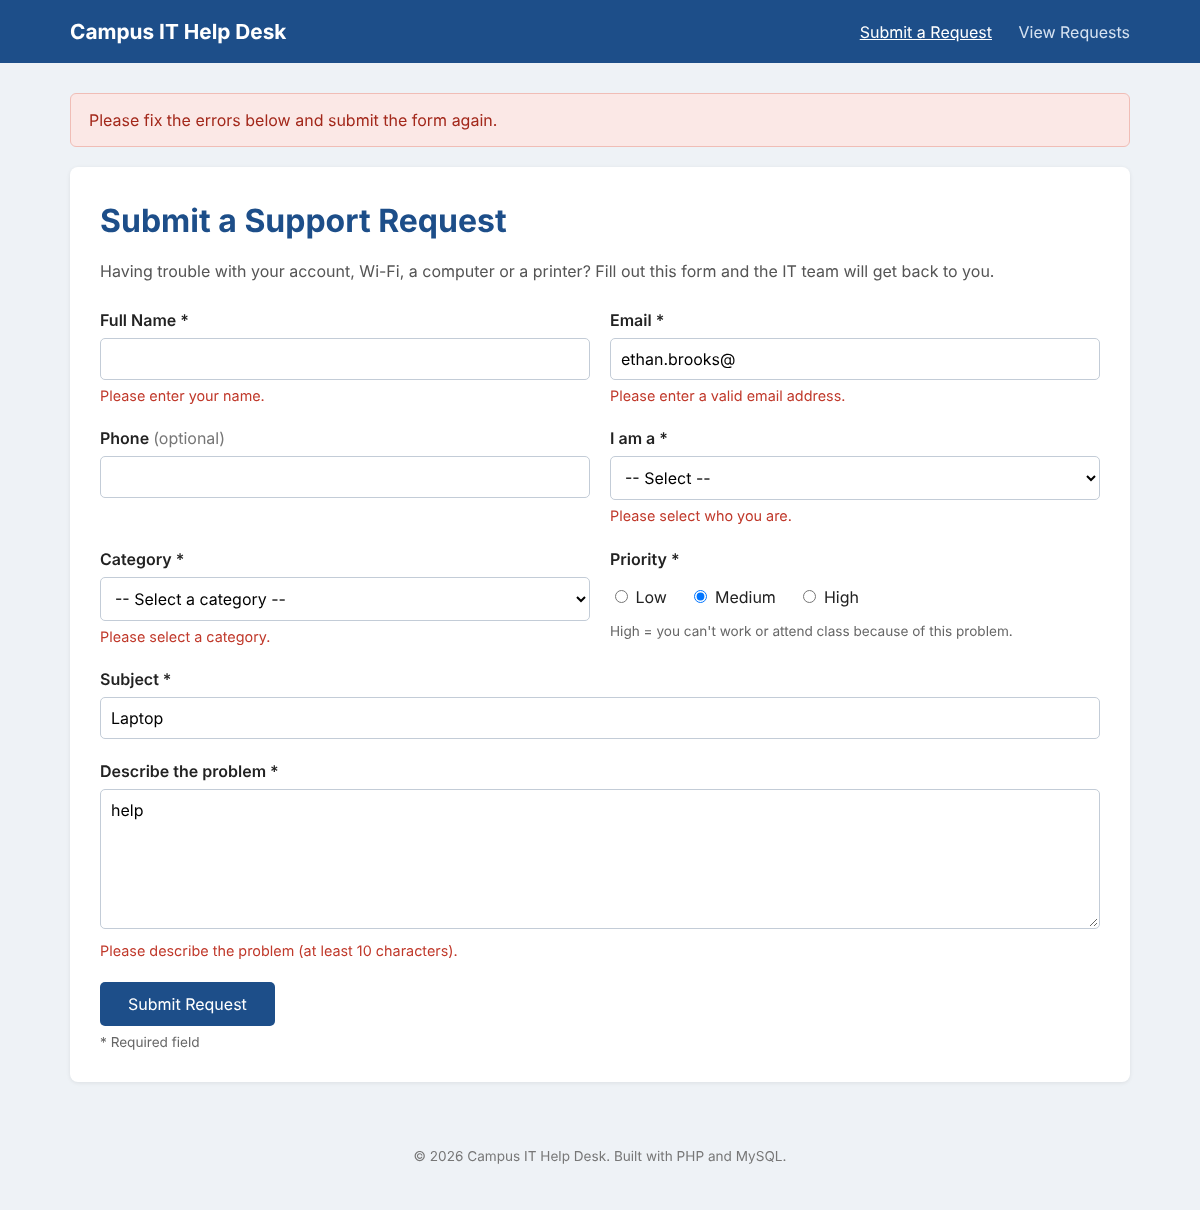 Campus IT Help Desk
Submit a Request
View Requests
Please fix the errors below and submit the form again.
Submit a Support Request
Having trouble with your account, Wi-Fi, a computer or a printer? Fill out this form and the IT team will get back to you.
Full Name *
Please enter your name.
Email *
ethan.brooks@
Please enter a valid email address.
Phone (optional)
I am a *
-- Select --
Please select who you are.
Category *
-- Select a category --
Please select a category.
Priority *
Low
Medium
High
High = you can't work or attend class because of this problem.
Subject *
Laptop
Describe the problem *
help
Please describe the problem (at least 10 characters).
Submit Request
* Required field
© 2026 Campus IT Help Desk. Built with PHP and MySQL.